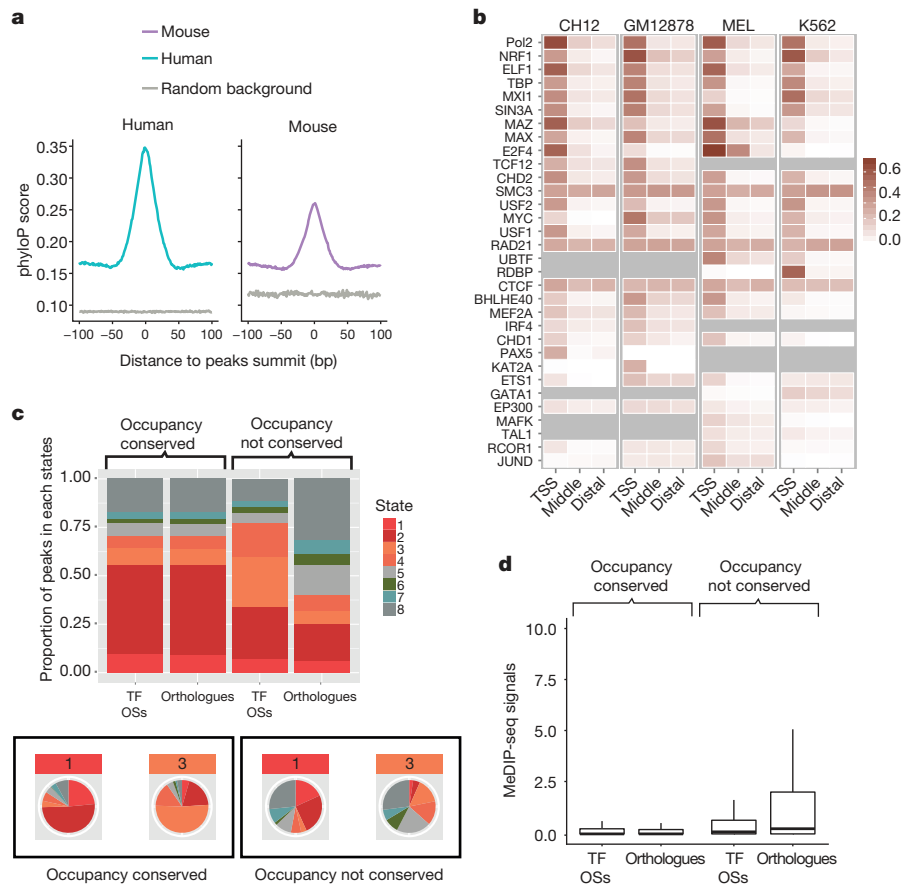 a
Mouse
Human
Random background
Human
Mouse
phyloP score
0.35
0.30
0.25
0.20
0.15
0.10
−100
−50
0
50
100
−100
−50
0
50
100
Distance to peaks summit (bp)
b
CH12
GM12878
MEL
K562
Pol2
NRF1
ELF1
TBP
MXI1
SIN3A
MAZ
MAX
E2F4
TCF12
CHD2
SMC3
USF2
MYC
USF1
RAD21
UBTF
RDBP
CTCF
BHLHE40
MEF2A
IRF4
CHD1
PAX5
KAT2A
ETS1
GATA1
EP300
MAFK
TAL1
RCOR1
JUND
TSS
Middle
Distal
TSS
Middle
Distal
TSS
Middle
Distal
TSS
Middle
Distal
0.6
0.4
0.2
0.0
c
Occupancy
conserved
Occupancy
not conserved
Proportion of peaks in each states
1.00
0.75
0.50
0.25
0.00
TF
OSs
Orthologues
TF
OSs
Orthologues
State
1
2
3
4
5
6
7
8
1
3
1
3
Occupancy conserved
Occupancy not conserved
d
Occupancy
conserved
Occupancy
not conserved
MeDIP-seq signals
10.0
7.5
5.0
2.5
0.0
TF
OSs
Orthologues
TF
OSs
Orthologues